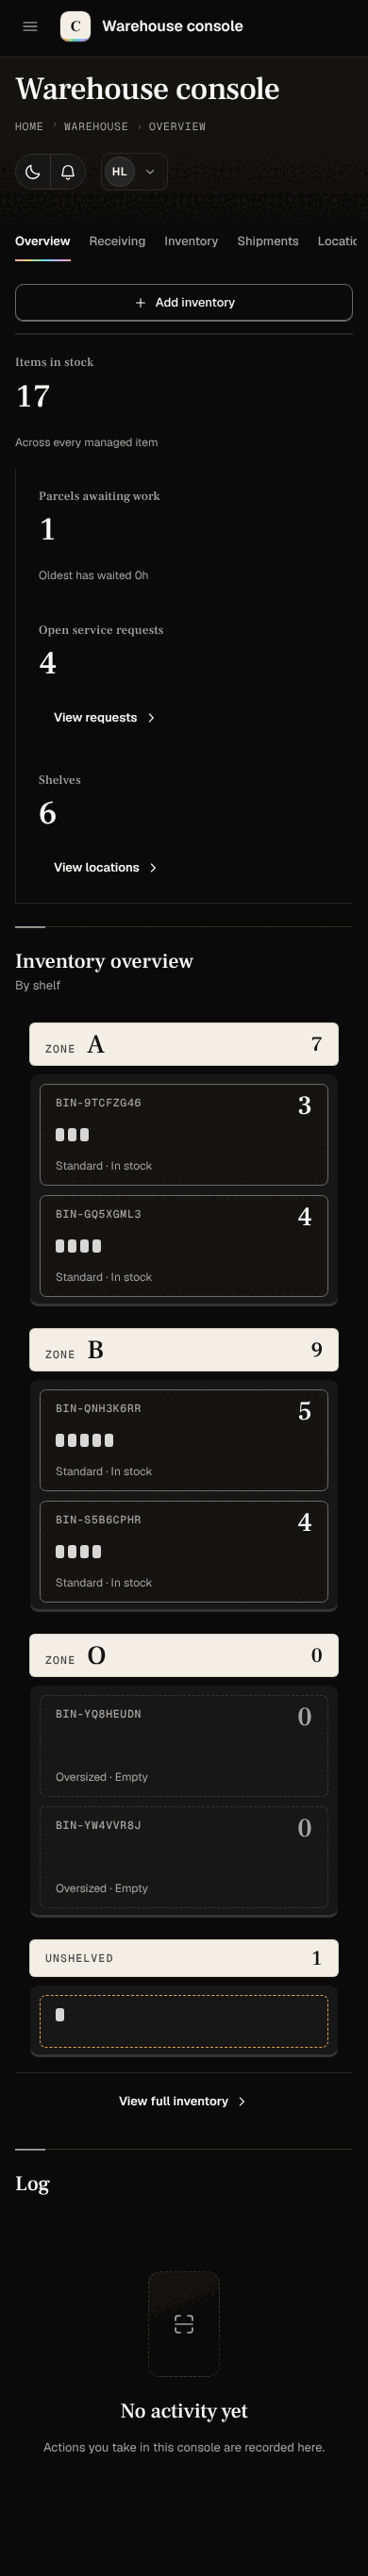 C Warehouse console
Warehouse console
HOME › WAREHOUSE › OVERVIEW
HL
Overview Receiving Inventory Shipments Locatic
+ Add inventory
Items in stock
17
Across every managed item
Parcels awaiting work
1
Oldest has waited 0h
Open service requests
4
View requests
Shelves
6
View locations
Inventory overview
By shelf
ZONE A 7
BIN-9TCFZG46 3
Standard · In stock
BIN-GQ5XGML3 4
Standard · In stock
ZONE B 9
BIN-QNH3K6RR 5
Standard · In stock
BIN-S5B6CPHR 4
Standard · In stock
ZONE O 0
BIN-YQ8HEUDN 0
Oversized · Empty
BIN-YW4VVR8J 0
Oversized · Empty
UNSHELVED 1
View full inventory
Log
No activity yet
Actions you take in this console are recorded here.